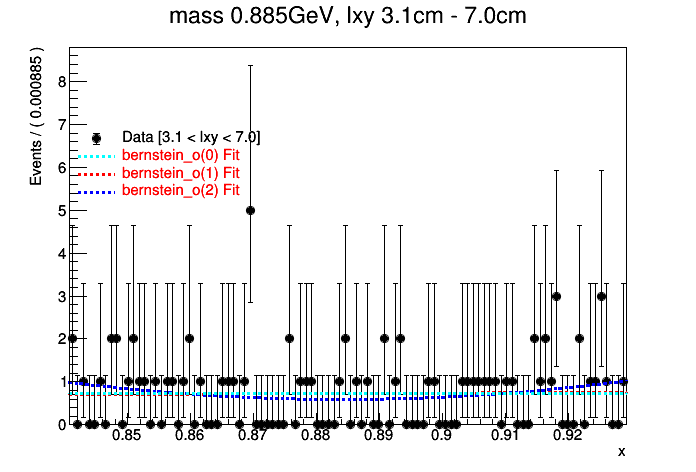 mass 0.885GeV, lxy 3.1cm - 7.0cm
Events / ( 0.000885 )
8
7
6
5
4
3
2
1
0
Data [3.1 < lxy < 7.0]
bernstein_o(0) Fit
bernstein_o(1) Fit
bernstein_o(2) Fit
0.85 0.86 0.87 0.88 0.89 0.9 0.91 0.92
x